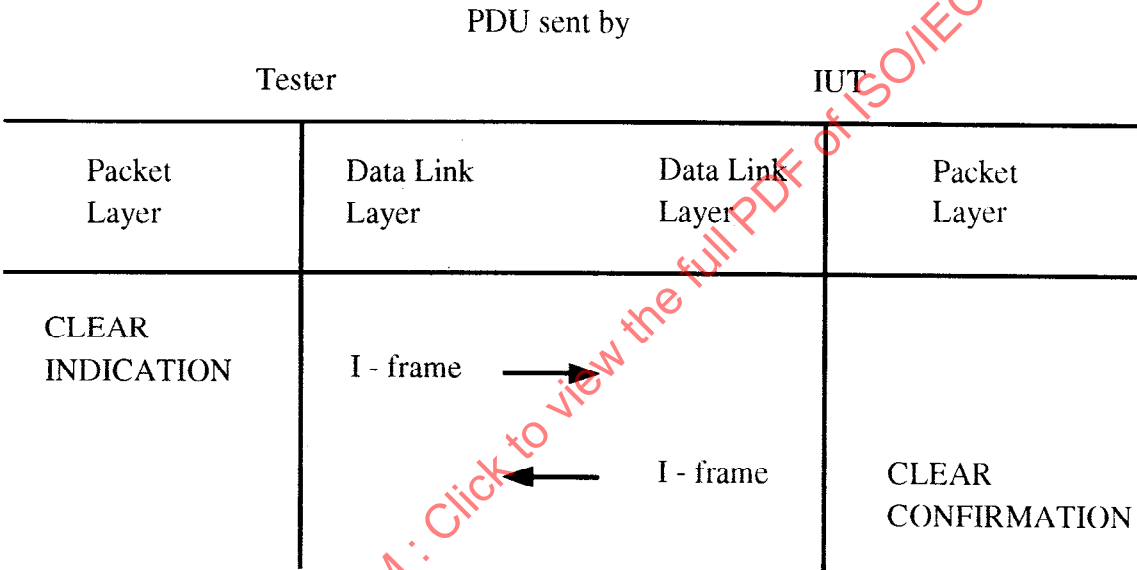 PDU sent by
Tester IUT
Packet Layer Data Link Layer Data Link Layer Packet Layer
CLEAR
INDICATION I - frame
I - frame CLEAR
CONFIRMATION
: Click to view the full PDF of ISO/IEC